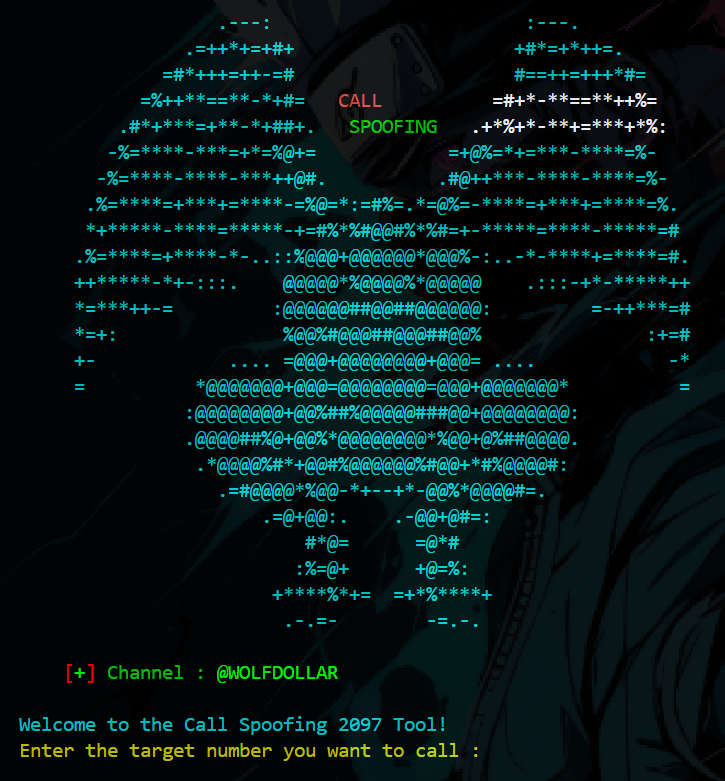 CALL
SPOOFING
[+] Channel : @WOLFDOLLAR
Welcome to the Call Spoofing 2097 Tool!
Enter the target number you want to call :